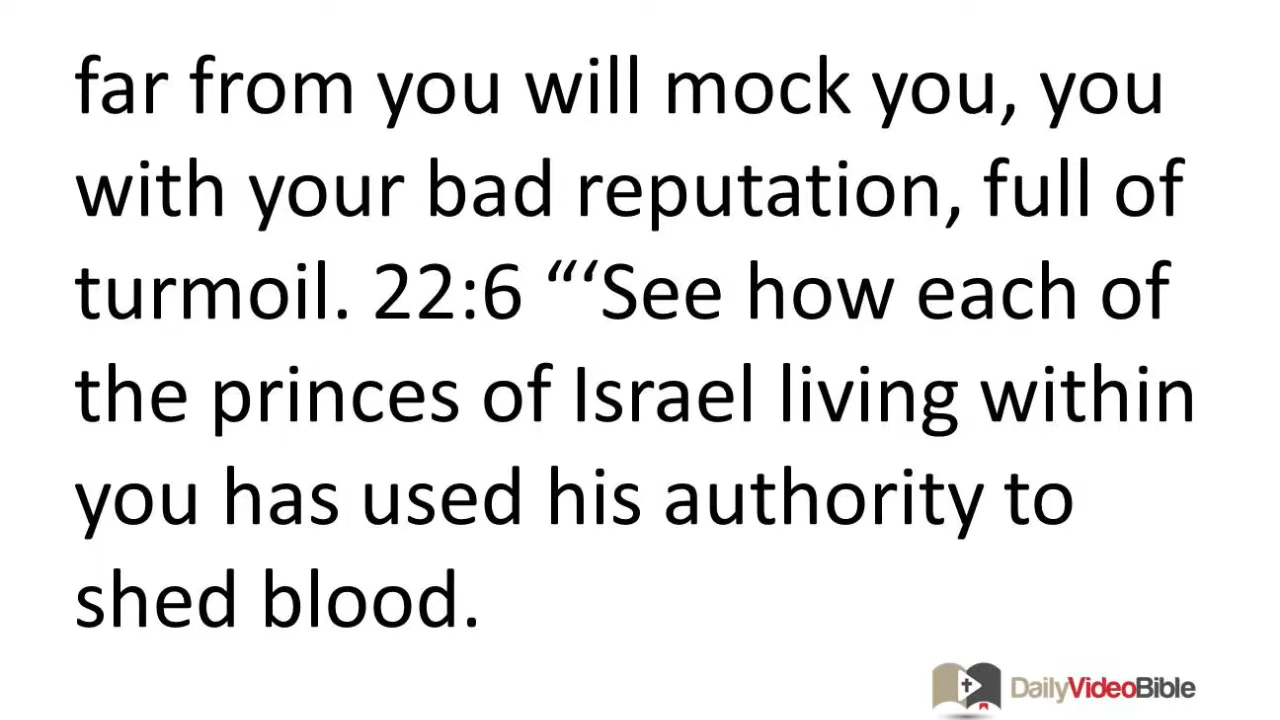 far from you will mock you, you
with your bad reputation, full of
turmoil. 22:6 “‘See how each of
the princes of Israel living within
you has used his authority to
shed blood.
DailyVideoBible